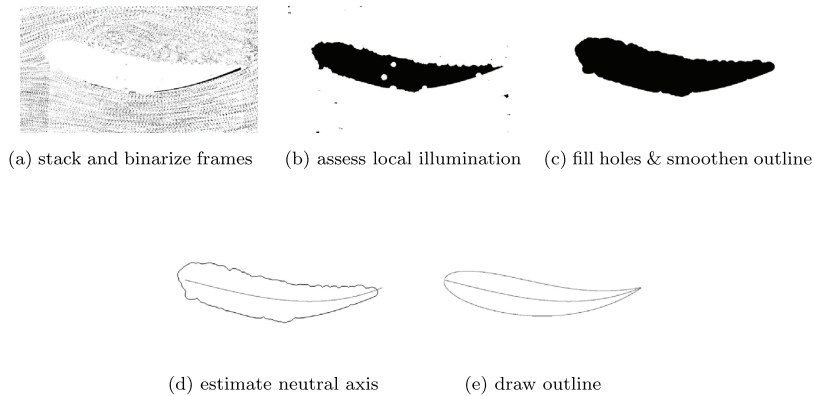 (a) stack and binarize frames
(b) assess local illumination
(c) fill holes & smoothen outline
(d) estimate neutral axis
(e) draw outline